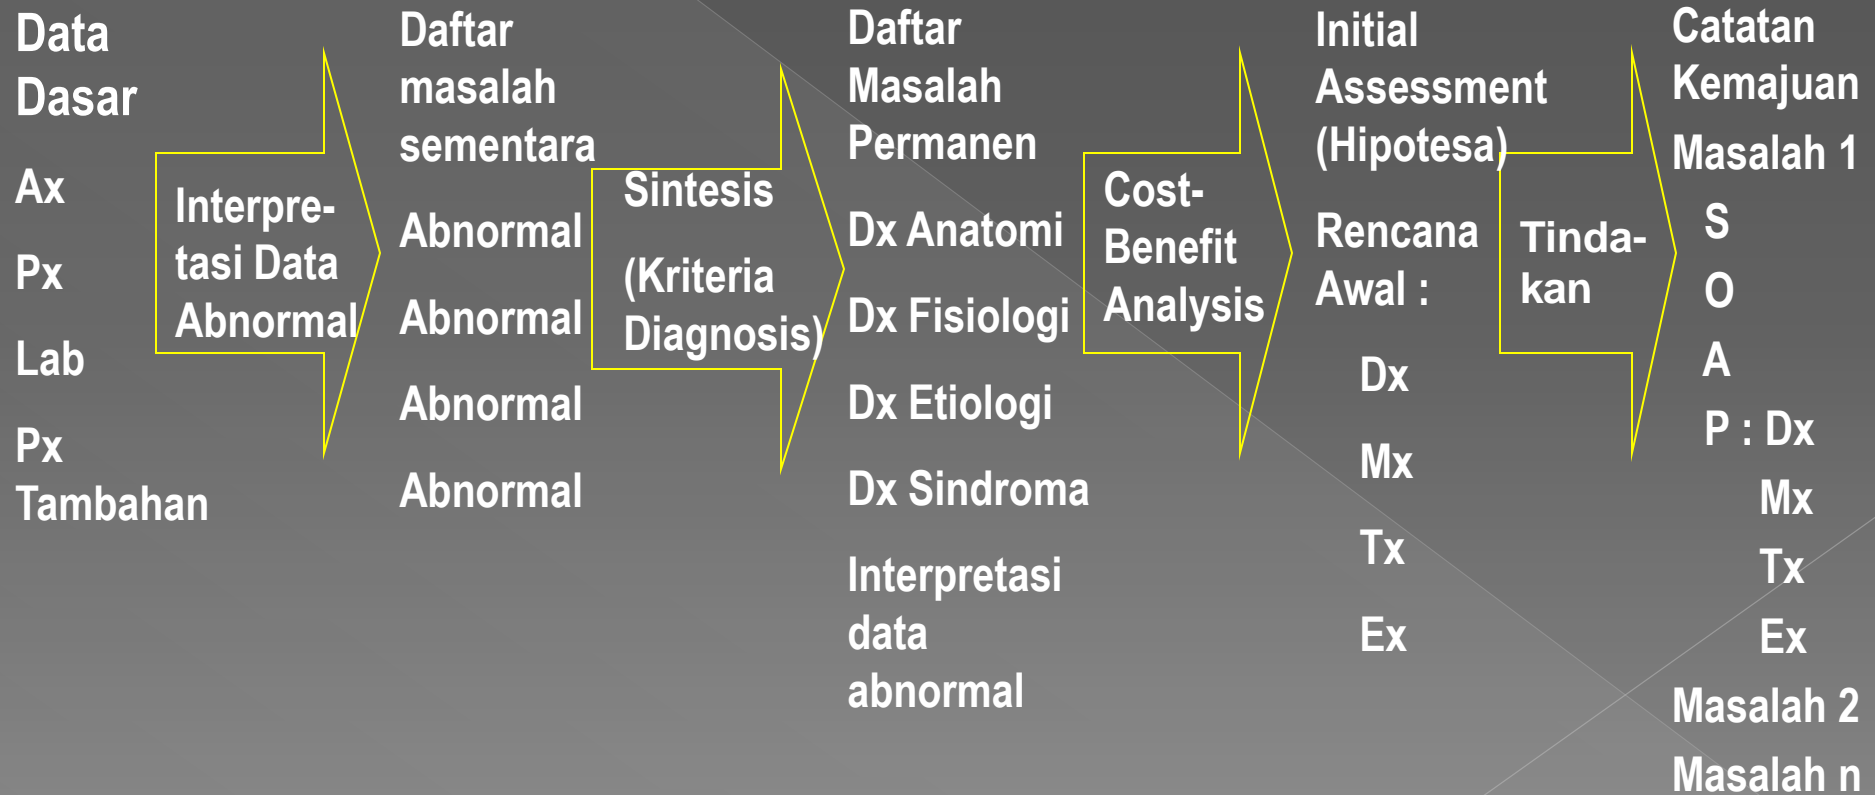 Data
Dasar
Ax
Px
Lab
Px
Tambahan
Interpre-
tasi Data
Abnormal
Daftar
masalah
sementara
Abnormal
Abnormal
Abnormal
Abnormal
Sintesis
(Kriteria
Diagnosis)
Daftar
Masalah
Permanen
Dx Anatomi
Dx Fisiologi
Dx Etiologi
Dx Sindroma
Interpretasi
data
abnormal
Cost-
Benefit
Analysis
Initial
Assessment
(Hipotesa)
Rencana
Awal :
Dx
Mx
Tx
Ex
Tinda-
kan
Catatan
Kemajuan
Masalah 1
S
O
A
P : Dx
Mx
Tx
Ex
Masalah 2
Masalah n